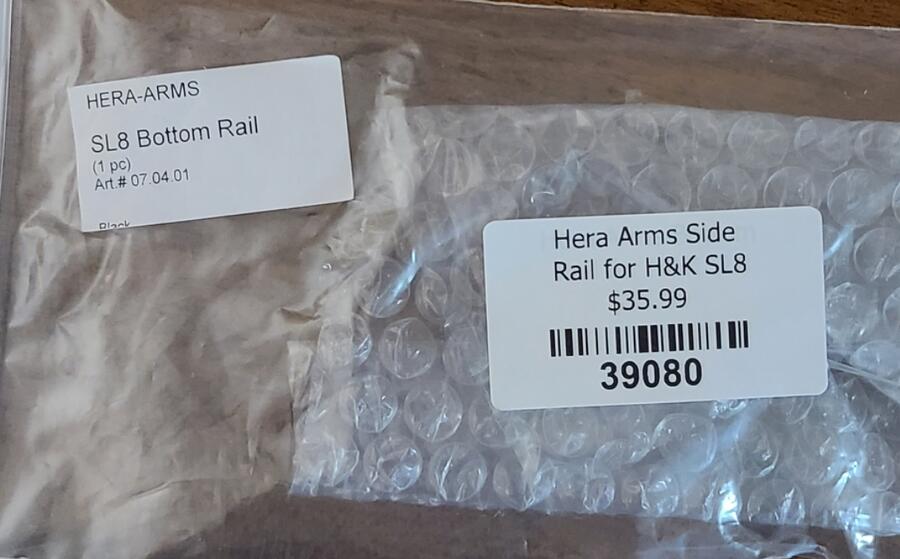 HERA-ARMS
SL8 Bottom Rail
(1 pc)
Art.# 07.04.01
Black
Hera Arms Side
Rail for H&K SL8
$35.99
39080